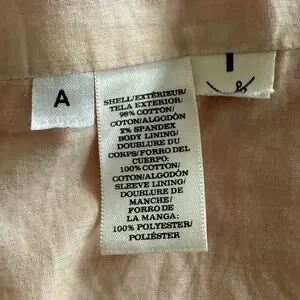 A
SHELL/EXTÉRIEUR/
TELA EXTERIOR:
98% COTTON/
COTON/ALGODÓN
2% SPANDEX
BODY LINING/
DOUBLURE DU
CORPS/FORRO DEL
CUERPO:
100% COTTON/
COTON/ALGODÓN
SLEEVE LINING/
DOUBLURE DE
MANCHE/
FORRO DE
LA MANGA:
100% POLYESTER/
POLIÉSTER